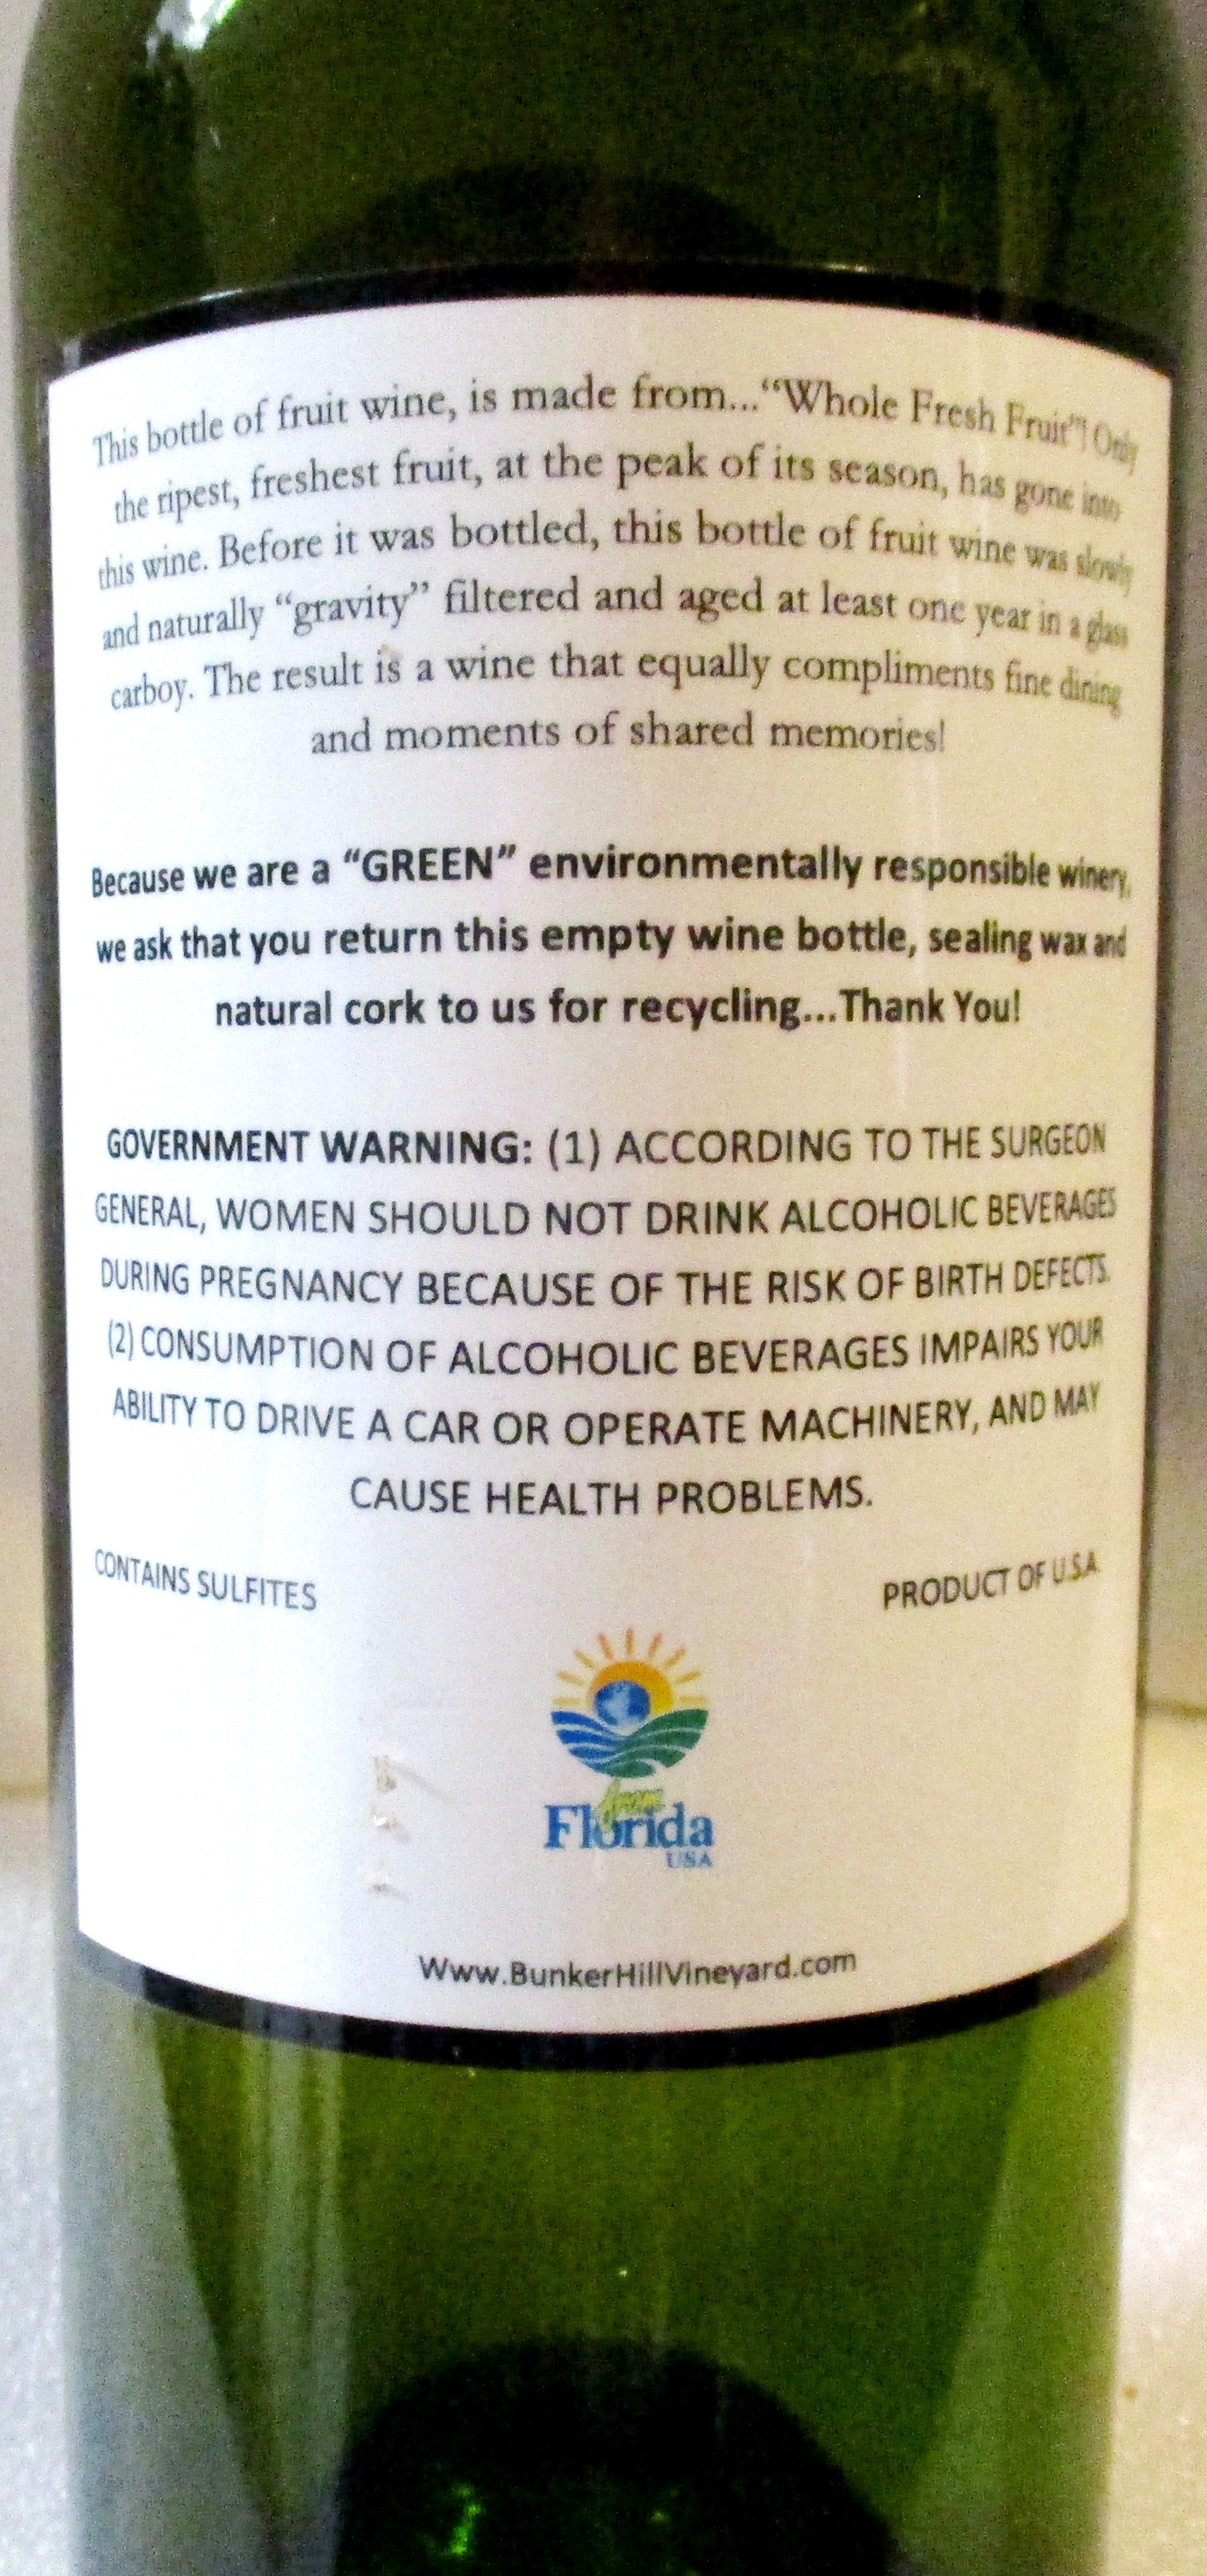 This bottle of fruit wine, is made from..."Whole Fresh Fruit"! Only
the ripest, freshest fruit, at the peak of its season, has gone into
this wine. Before it was bottled, this bottle of fruit wine was slowly
and naturally "gravity" filtered and aged at least one year in a glass
carboy. The result is a wine that equally compliments fine dining
and moments of shared memories!
Because we are a "GREEN" environmentally responsible winery,
we ask that you return this empty wine bottle, sealing wax and
natural cork to us for recycling...Thank You!
GOVERNMENT WARNING: (1) ACCORDING TO THE SURGEON
GENERAL, WOMEN SHOULD NOT DRINK ALCOHOLIC BEVERAGES
DURING PREGNANCY BECAUSE OF THE RISK OF BIRTH DEFECTS.
(2) CONSUMPTION OF ALCOHOLIC BEVERAGES IMPAIRS YOUR
ABILITY TO DRIVE A CAR OR OPERATE MACHINERY, AND MAY
CAUSE HEALTH PROBLEMS.
CONTAINS SULFITES
PRODUCT OF U.S.A
from
Florida
USA
Www.BunkerHillVineyard.com